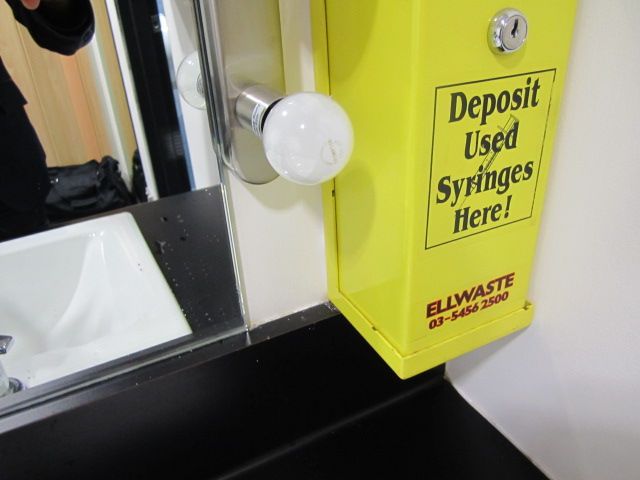 Deposit
Used
Syringes
Here!
ELLWASTE
03-5456 2500